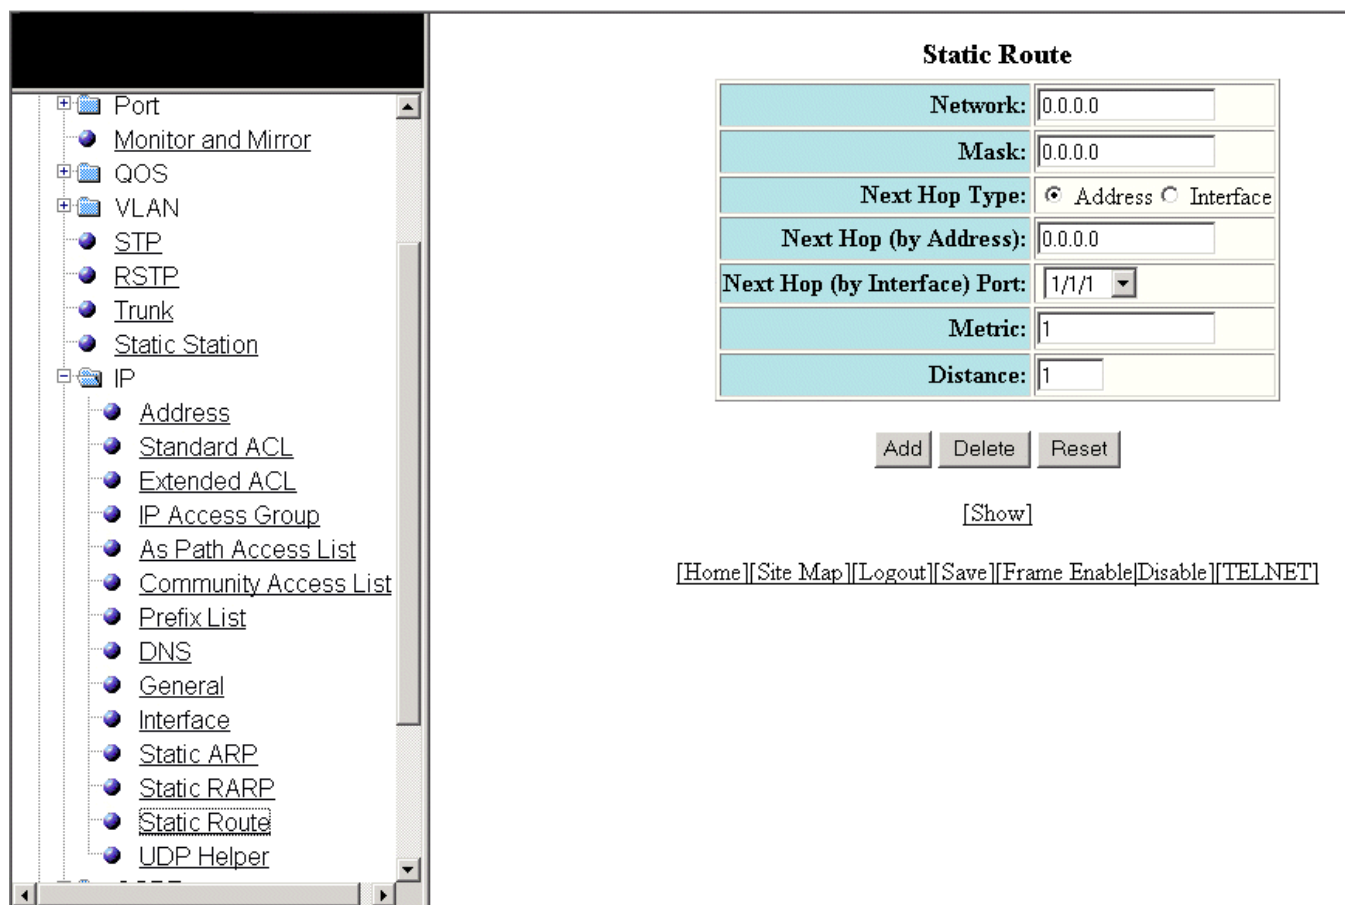 Port
Monitor and Mirror
QOS
VLAN
STP
RSTP
Trunk
Static Station
IP
Address
Standard ACL
Extended ACL
IP Access Group
As Path Access List
Community Access List
Prefix List
DNS
General
Interface
Static ARP
Static RARP
Static Route
UDP Helper
Static Route
Network: 0.0.0.0
Mask: 0.0.0.0
Next Hop Type: Address Interface
Next Hop (by Address): 0.0.0.0
Next Hop (by Interface) Port: 1/1/1
Metric: 1
Distance: 1
Add Delete Reset
[Show]
[Home][Site Map][Logout][Save][Frame Enable|Disable][TELNET]